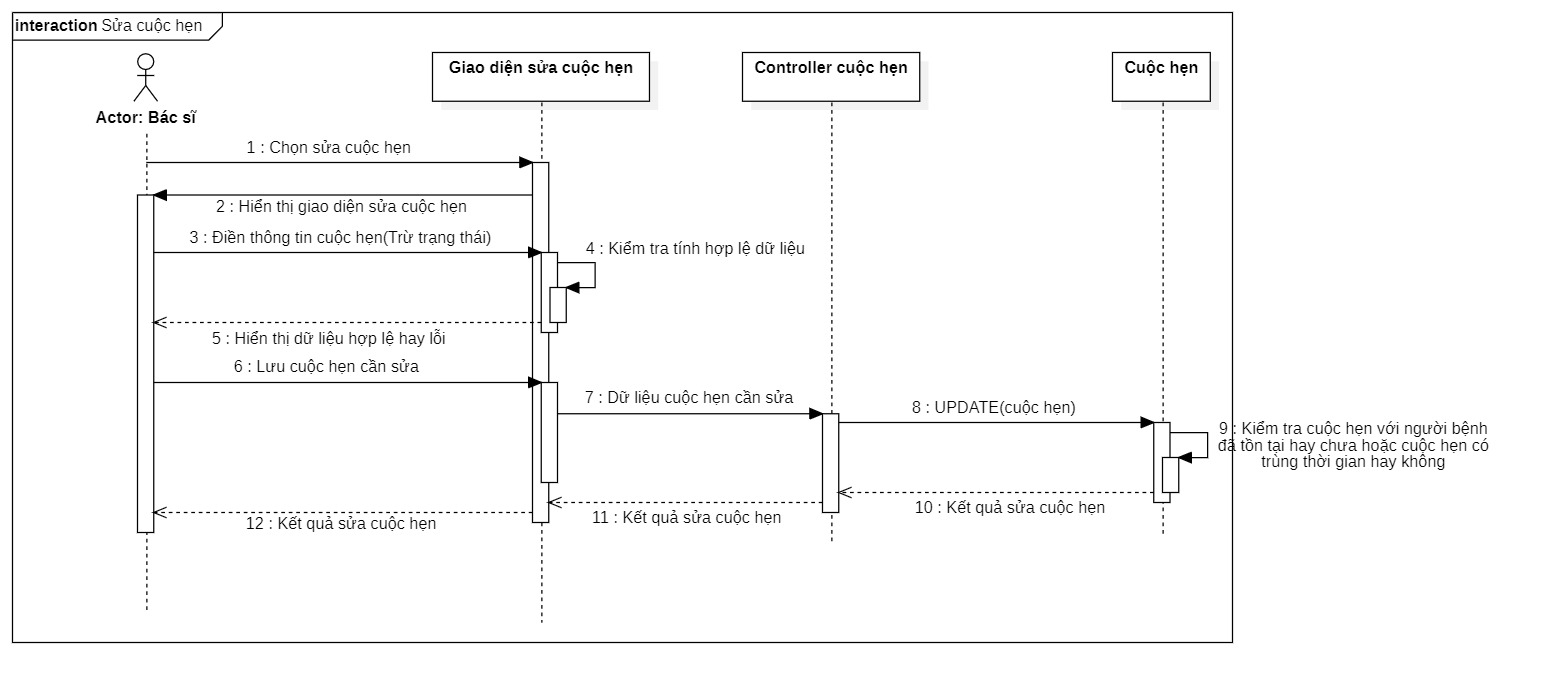 interaction Sửa cuộc hẹn
Actor: Bác sĩ
Giao diện sửa cuộc hẹn
Controller cuộc hẹn
Cuộc hẹn
1 : Chọn sửa cuộc hẹn
2 : Hiển thị giao diện sửa cuộc hẹn
3 : Điền thông tin cuộc hẹn(Trừ trạng thái)
4 : Kiểm tra tính hợp lệ dữ liệu
5 : Hiển thị dữ liệu hợp lệ hay lỗi
6 : Lưu cuộc hẹn cần sửa
7 : Dữ liệu cuộc hẹn cần sửa
8 : UPDATE(cuộc hẹn)
9 : Kiểm tra cuộc hẹn với người bệnh
đã tồn tại hay chưa hoặc cuộc hẹn có
trùng thời gian hay không
10 : Kết quả sửa cuộc hẹn
11 : Kết quả sửa cuộc hẹn
12 : Kết quả sửa cuộc hẹn